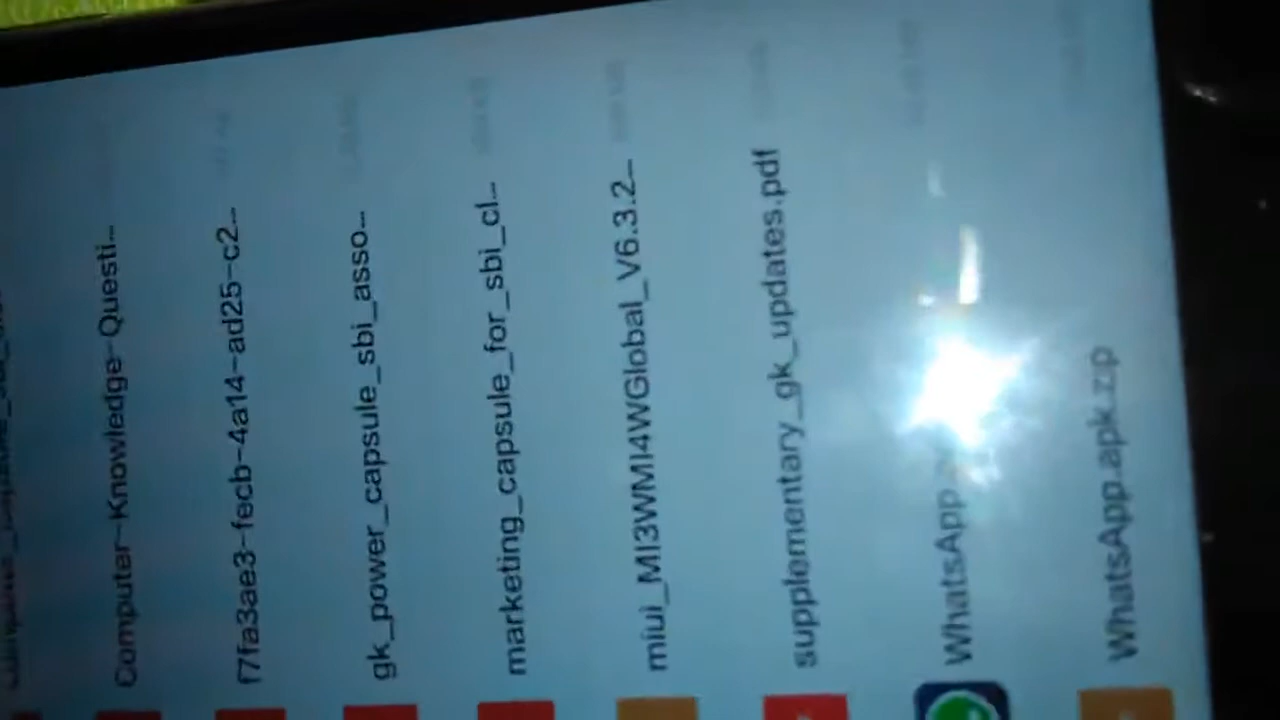 Computer-Knowledge-Questi...
f7fa3ae3-fecb-4a14-ad25-c2...
gk_power_capsule_sbi_asso...
marketing_capsule_for_sbi_cl...
miui_MI3WMI4WGlobal_V6.3.2...
supplementary_gk_updates.pdf
WhatsApp
WhatsApp.apk.zip